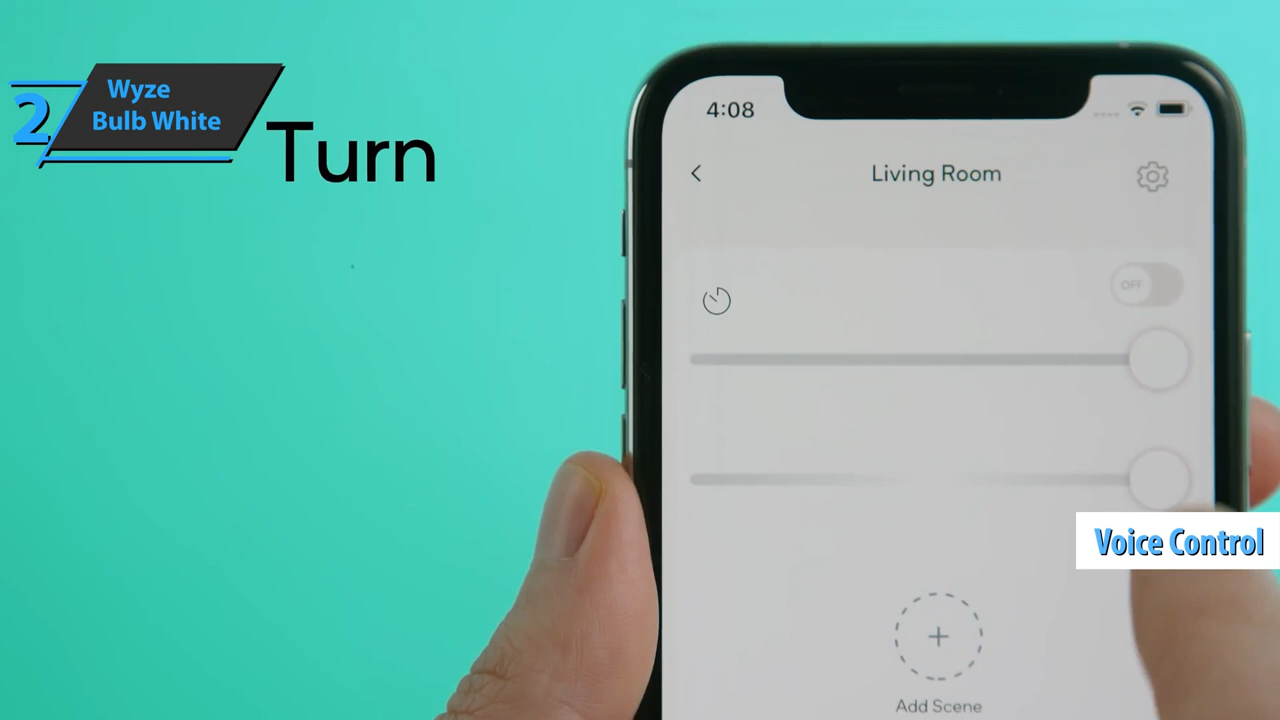 2
Wyze
Bulb White
Turn
4:08
Living Room
OFF
Voice Control
Add Scene